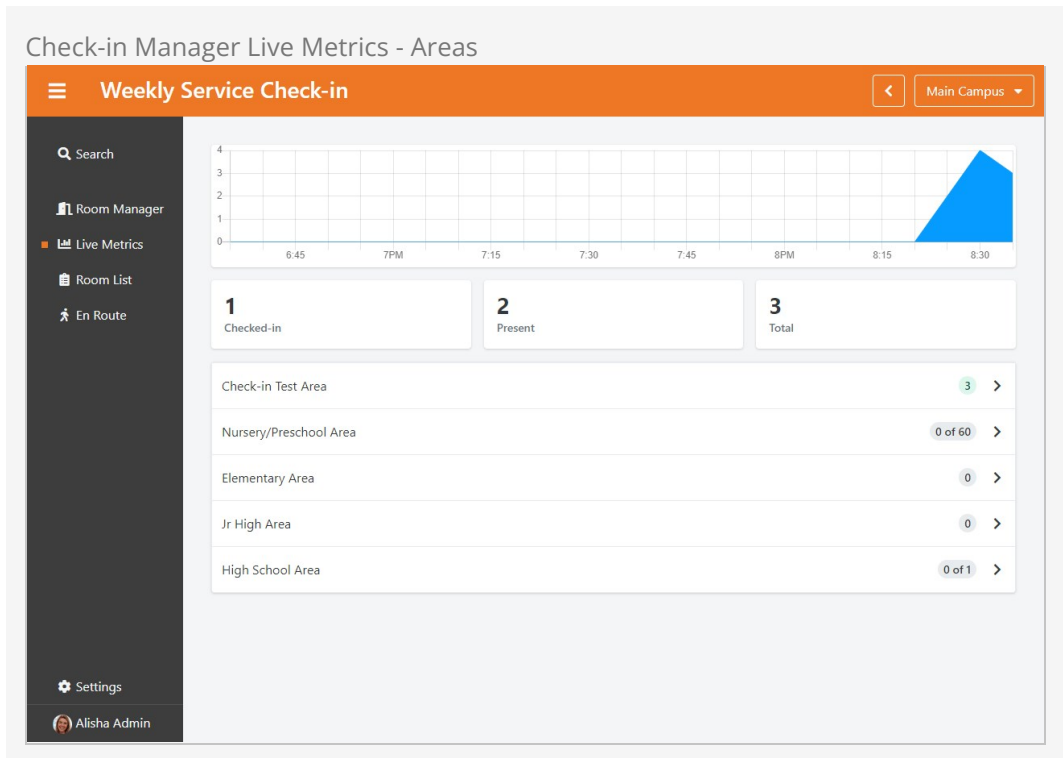 Check-in Manager Live Metrics - Areas
Weekly Service Check-in
Main Campus
Search
Room Manager
Live Metrics
Room List
En Route
Settings
Alisha Admin
4
3
2
1
0
6:45 7PM 7:15 7:30 7:45 8PM 8:15 8:30
1 2 3
Checked-in Present Total
Check-in Test Area 3
Nursery/Preschool Area 0 of 60
Elementary Area 0
Jr High Area 0
High School Area 0 of 1